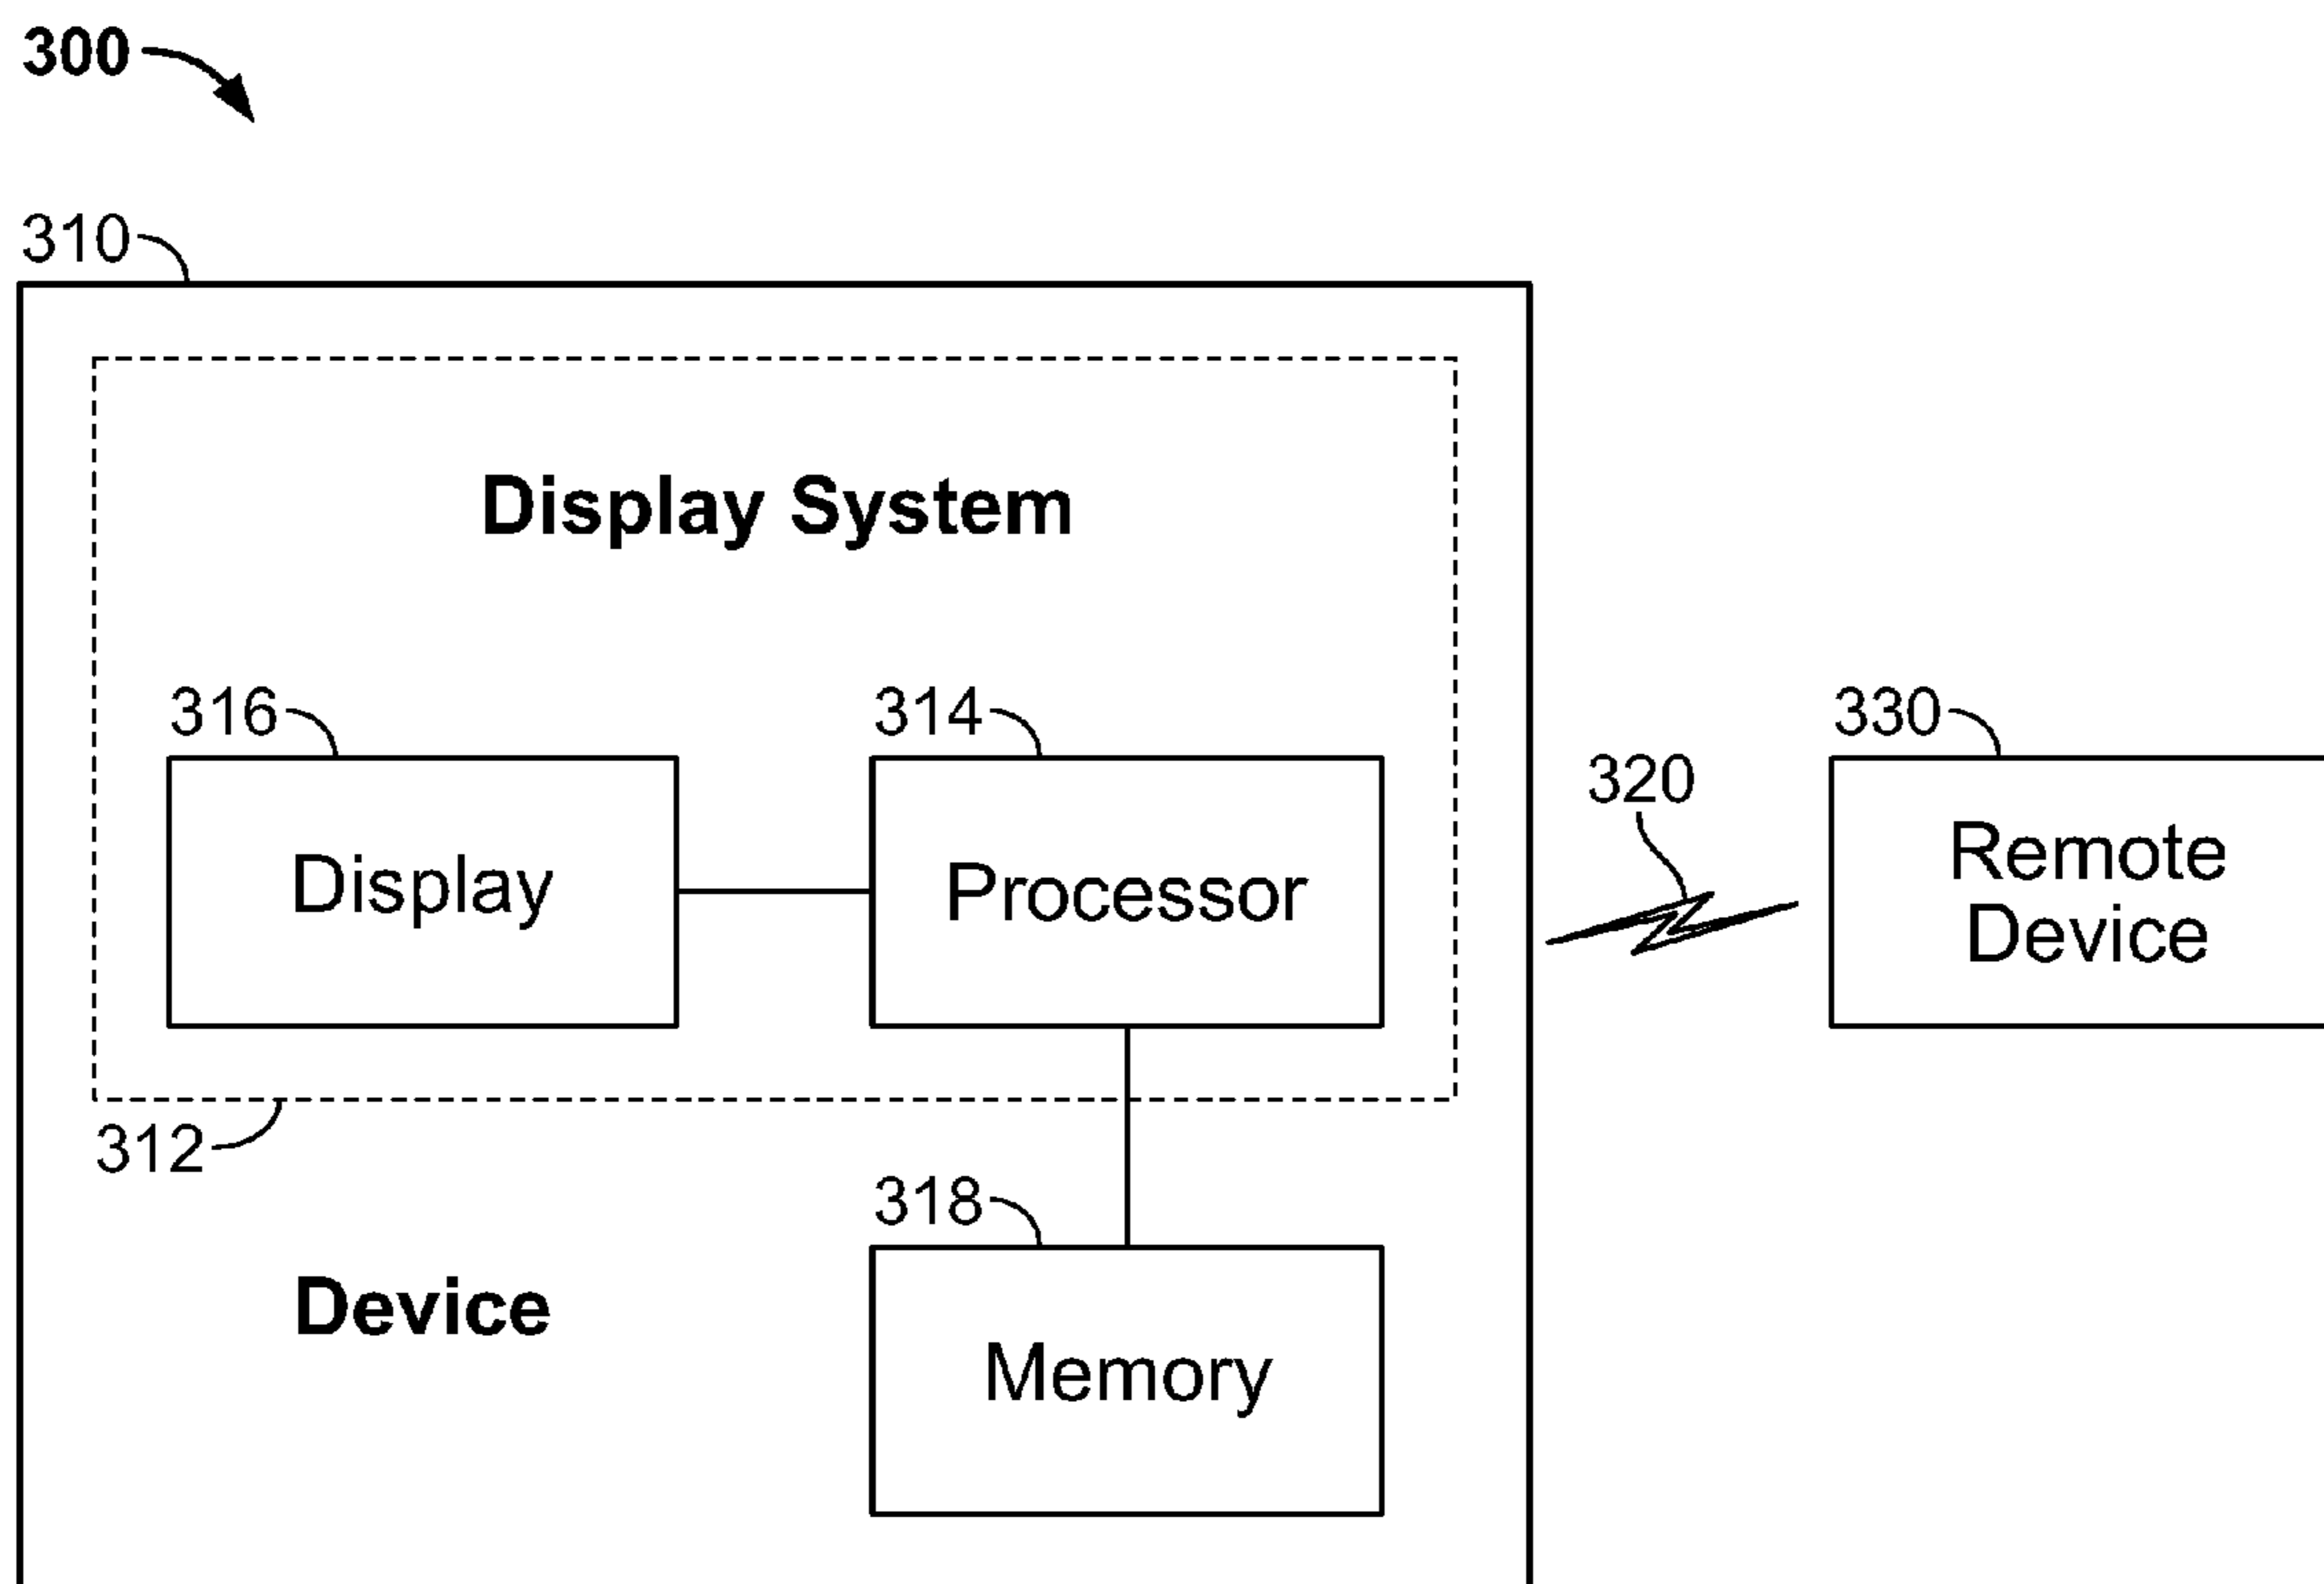 300
310
Display System
316
314
330
320
Display
Processor
Remote
Device
312
318
Device
Memory